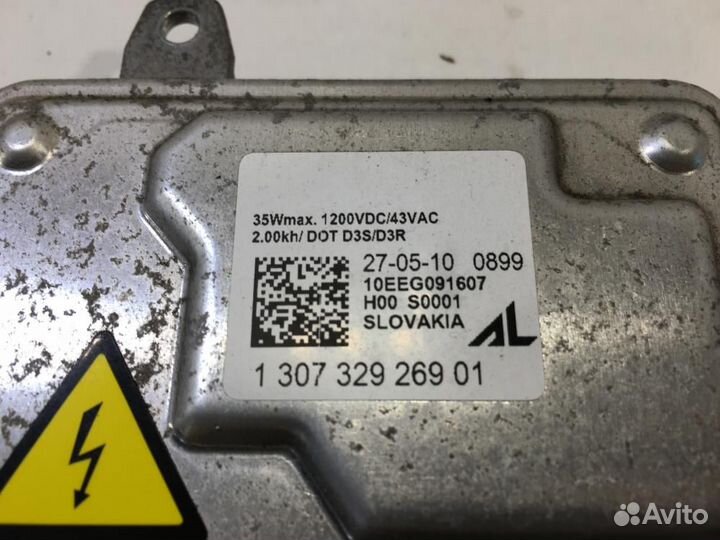 35Wmax. 1200VDC/43VAC
2.00kh/ DOT D3S/D3R
27-05-10 0899
10EEG091607
H00 S0001
SLOVAKIA AL
1 307 329 269 01
Avito